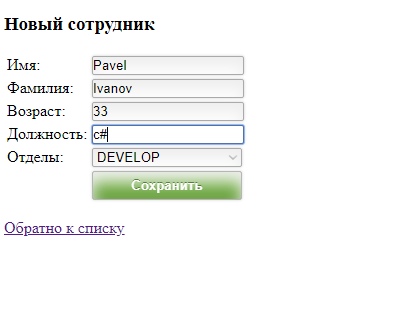 Новый сотрудник
Имя: Pavel
Фамилия: Ivanov
Возраст: 33
Должность: c#
Отделы: DEVELOP
Сохранить
Обратно к списку